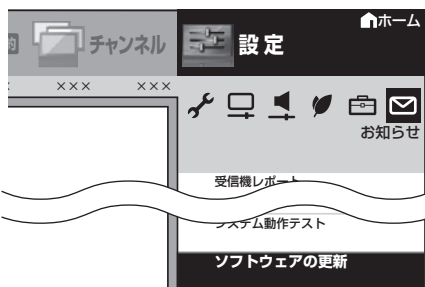 的
チャンネル
設定
ホーム
××× ×××
お知らせ
受信機レポート
システム動作テスト
ソフトウェアの更新